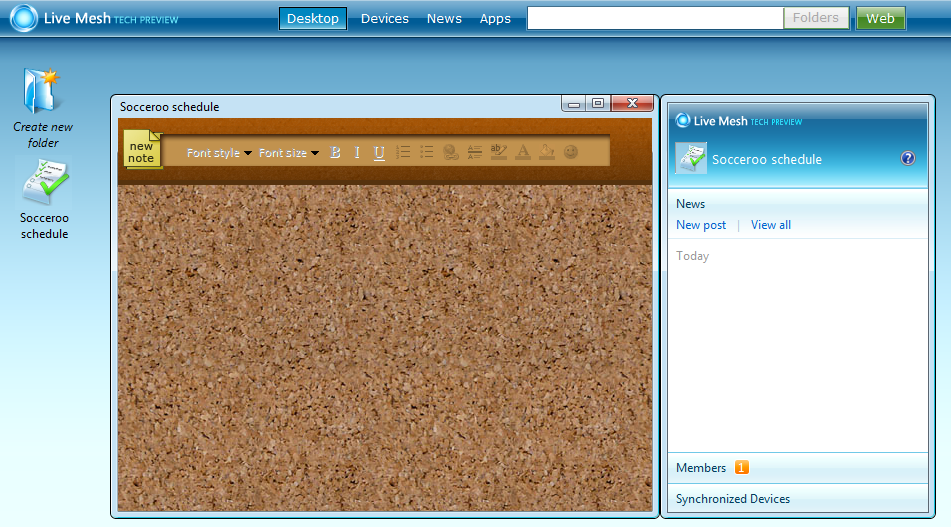 Live Mesh TECH PREVIEW
Desktop Devices News Apps Folders Web
Create new
folder
Socceroo
schedule
Socceroo schedule
new
note
Font style Font size B I U ab A
Live Mesh TECH PREVIEW
Socceroo schedule ?
News
New post | View all
Today
Members 1
Synchronized Devices